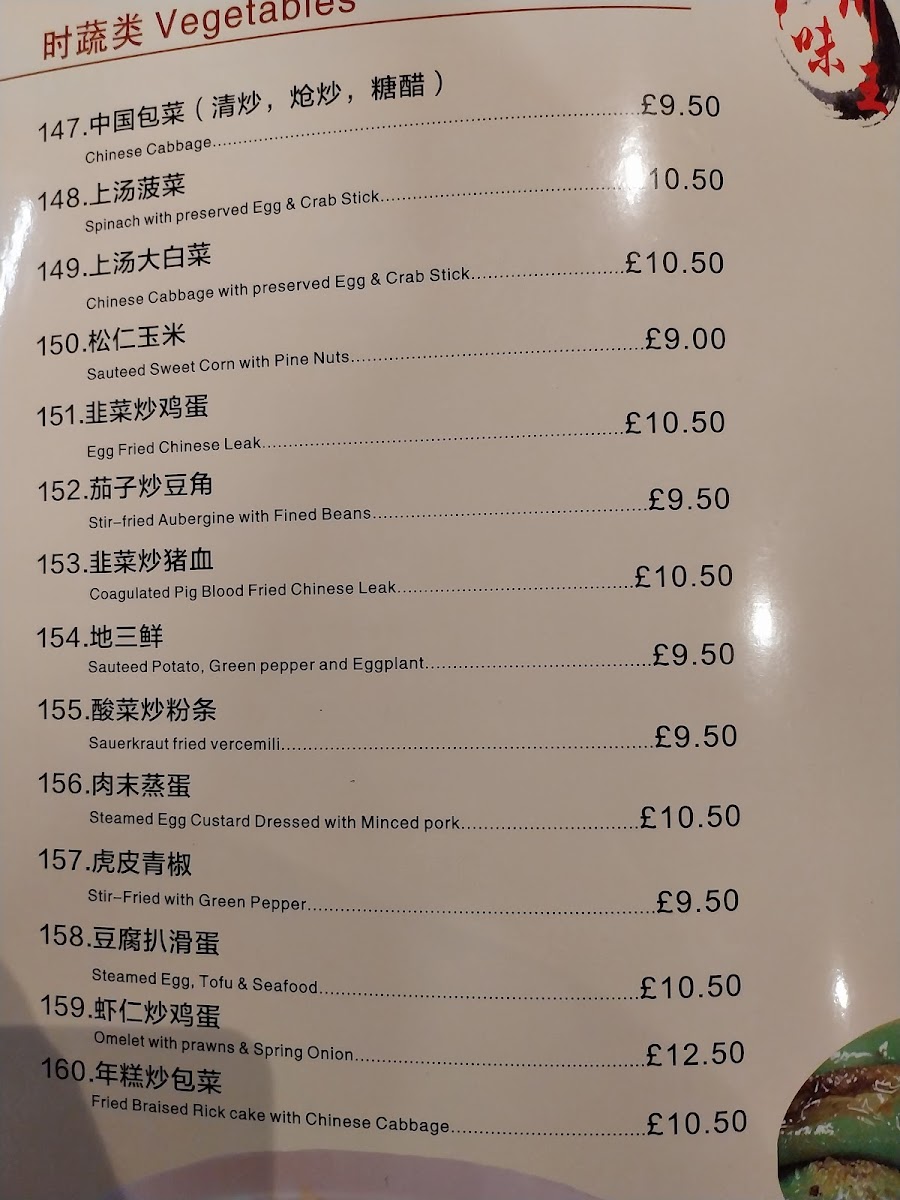 时蔬类 Vegetables
川
味
王
147.中国包菜（清炒，炝炒，糖醋）
Chinese Cabbage........................£9.50
148.上汤菠菜
Spinach with preserved Egg & Crab Stick........................10.50
149.上汤大白菜
Chinese Cabbage with preserved Egg & Crab Stick........................£10.50
150.松仁玉米
Sauteed Sweet Corn with Pine Nuts........................£9.00
151.韭菜炒鸡蛋
Egg Fried Chinese Leak........................£10.50
152.茄子炒豆角
Stir-fried Aubergine with Fined Beans........................£9.50
153.韭菜炒猪血
Coagulated Pig Blood Fried Chinese Leak........................£10.50
154.地三鲜
Sauteed Potato, Green pepper and Eggplant........................£9.50
155.酸菜炒粉条
Sauerkraut fried vercemili........................£9.50
156.肉末蒸蛋
Steamed Egg Custard Dressed with Minced pork........................£10.50
157.虎皮青椒
Stir-Fried with Green Pepper........................£9.50
158.豆腐扒滑蛋
Steamed Egg, Tofu & Seafood........................£10.50
159.虾仁炒鸡蛋
Omelet with prawns & Spring Onion........................£12.50
160.年糕炒包菜
Fried Braised Rick cake with Chinese Cabbage........................£10.50